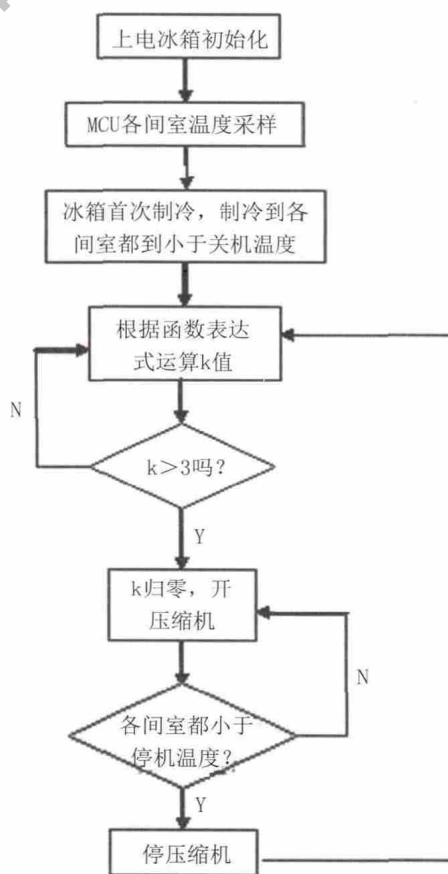 上电冰箱初始化
MCU各间室温度采样
冰箱首次制冷，制冷到各
间室都到小于关机温度
根据函数表达
式运算k值
N
k＞3吗?
Y
k归零，开
压缩机
N
各间室都小于
停机温度?
Y
停压缩机